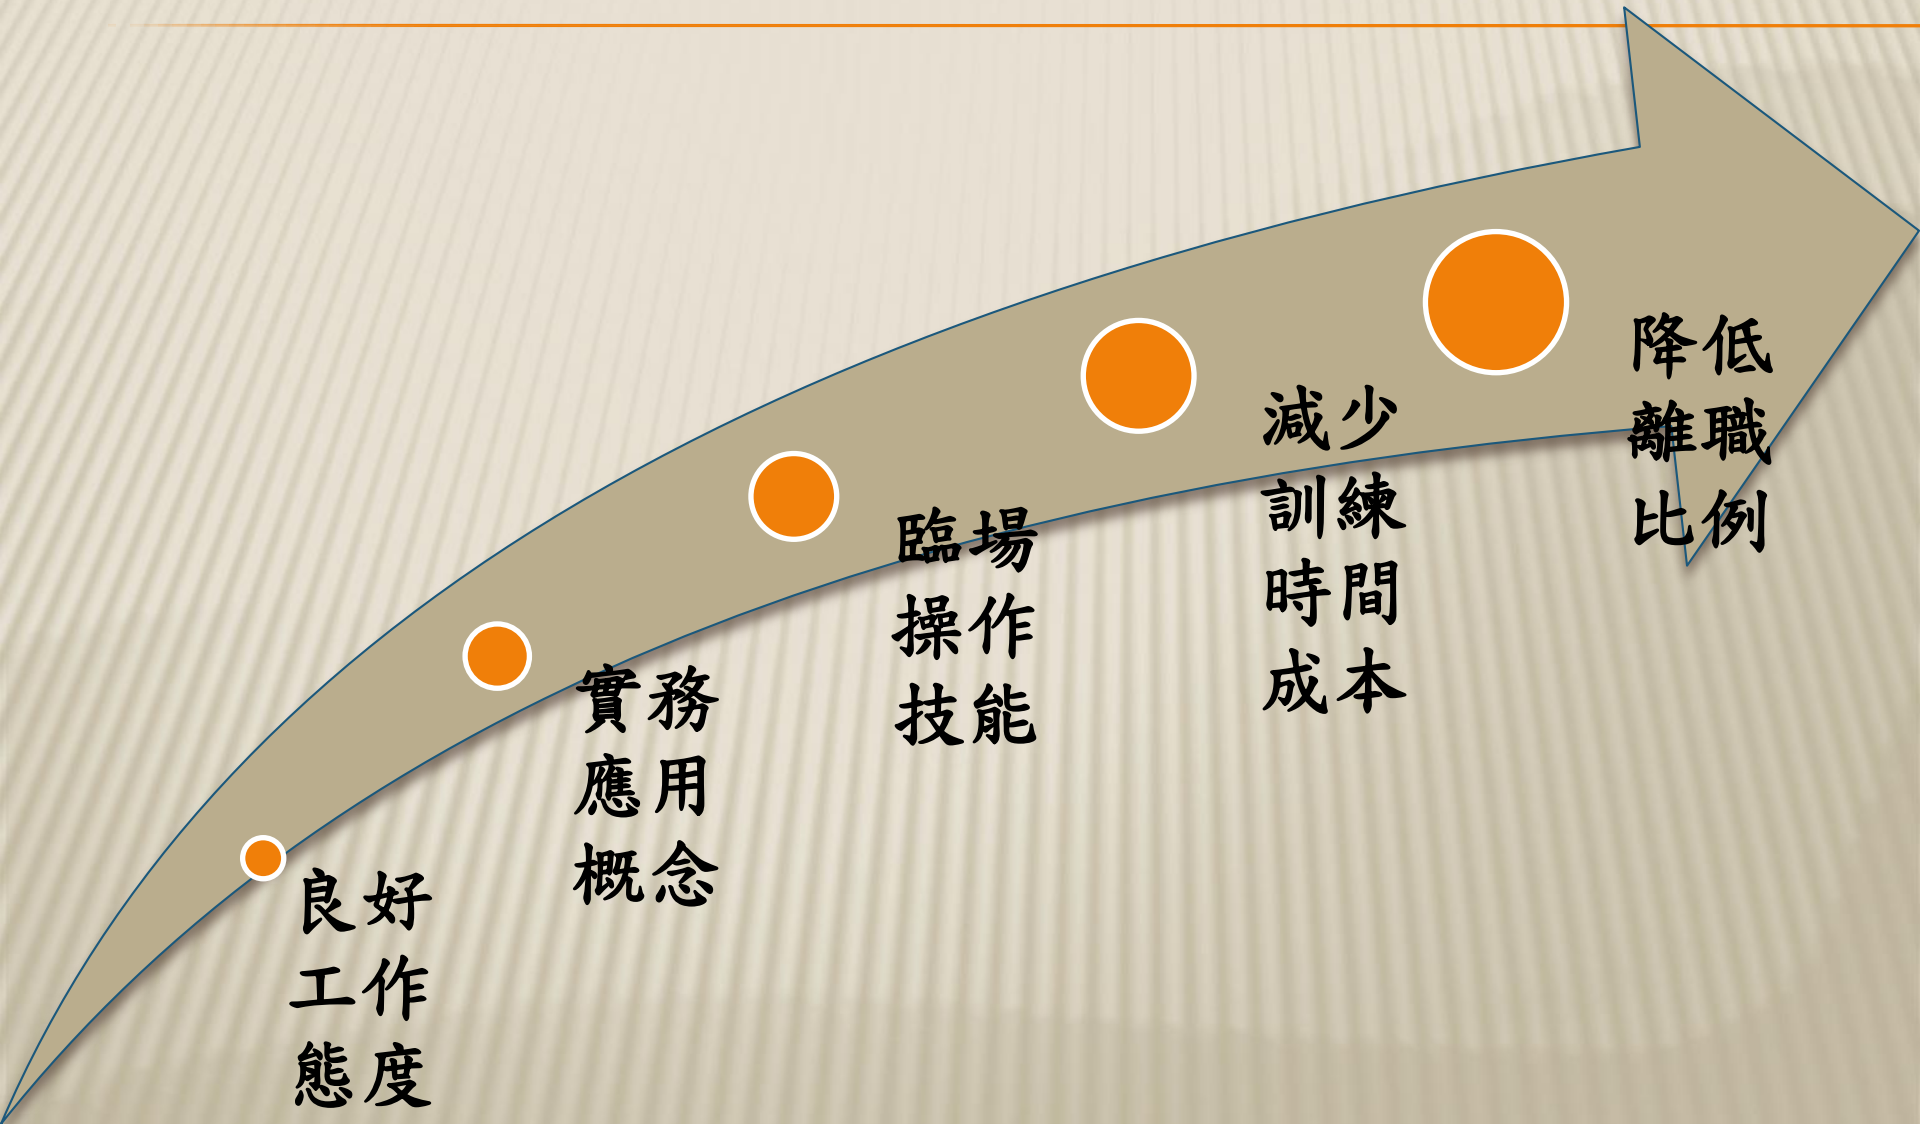 良好
工作
態度
實務
應用
概念
臨場
操作
技能
減少
訓練
時間
成本
降低
離職
比例